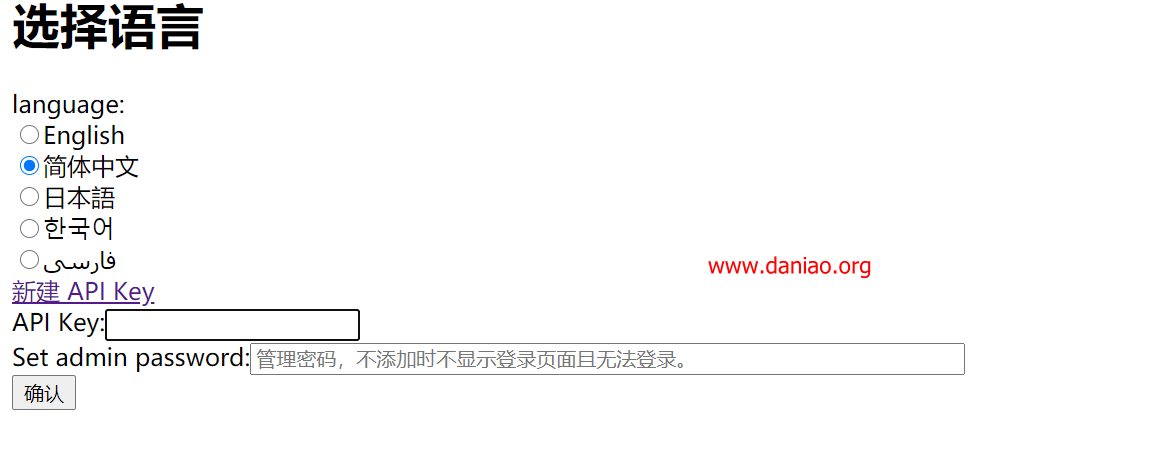 选择语言
language:
English
简体中文
日本語
한국어
فارسی
www.daniao.org
新建 API Key
API Key:
Set admin password: 管理密码，不添加时不显示登录页面且无法登录。
确认